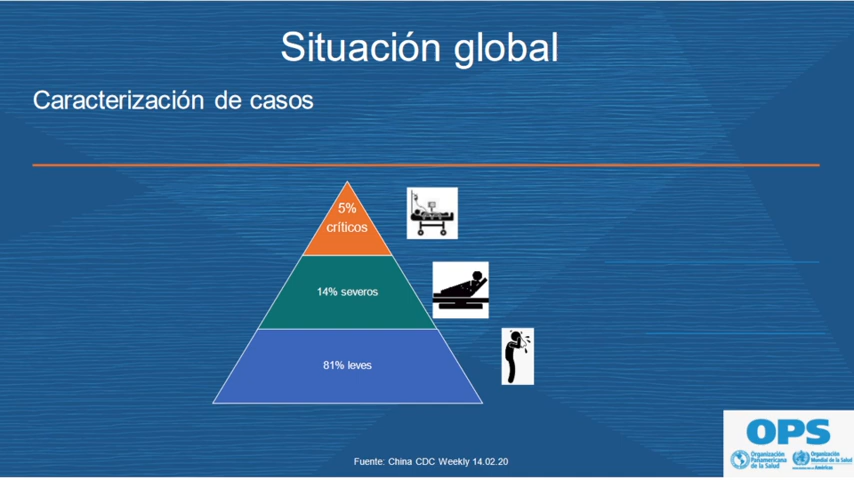 Situación global
Caracterización de casos
5%
críticos
14% severos
81% leves
Fuente: China CDC Weekly 14.02.20
OPS
Organización
Panamericana
de la Salud
Organización
Mundial de la Salud
Américas